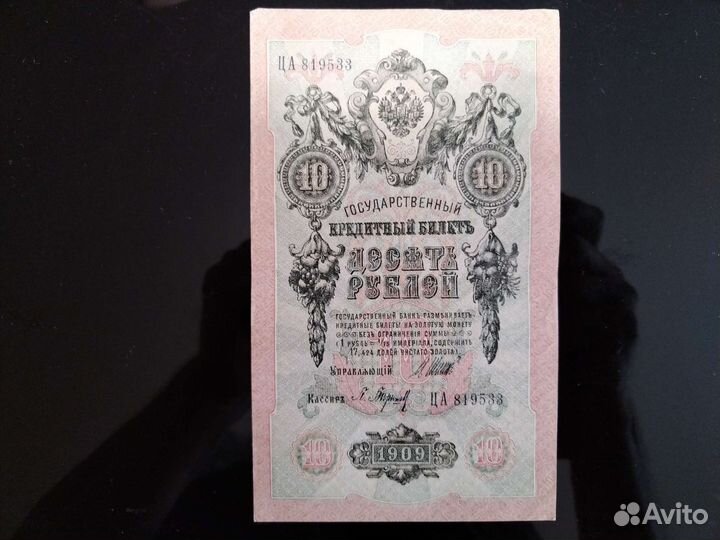 ЦА 819533
10 10
ГОСУДАРСТВЕННЫЙ
КРЕДИТНЫЙ БИЛЕТЪ
ДЕСЯТЬ
РУБЛЕЙ
ГОСУДАРСТВЕННЫЙ БАНКЪ РАЗМѢНИВАЕТЪ
КРЕДИТНЫЕ БИЛЕТЫ НА ЗОЛОТУЮ МОНЕТУ
БЕЗЪ ОГРАНИЧЕНІЯ СУММЫ
(1 РУБЛЬ = 1/15 ИМПЕРІАЛА, СОДЕРЖИТЪ
17,424 ДОЛЕЙ ЧИСТАГО ЗОЛОТА).
УПРАВЛЯЮЩІЙ
КАССИРЪ ЦА 819533
10 1909 10
Avito